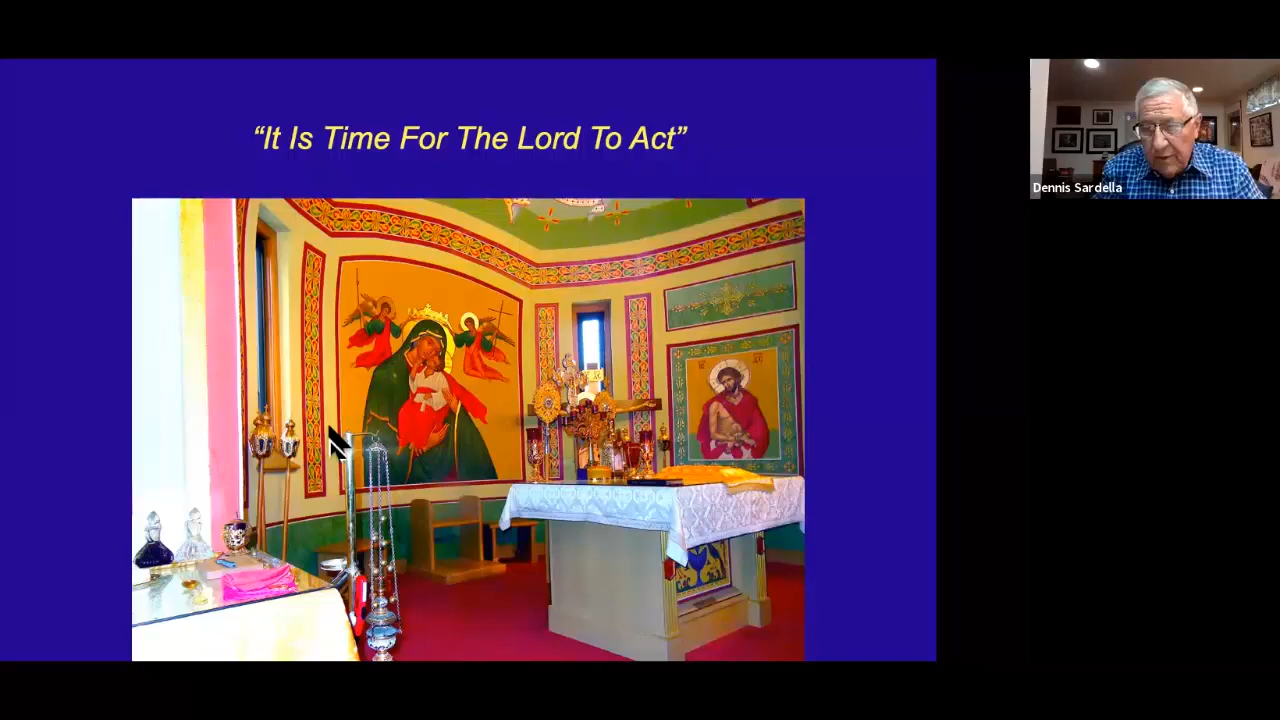 “It Is Time For The Lord To Act”
Dennis Sardella